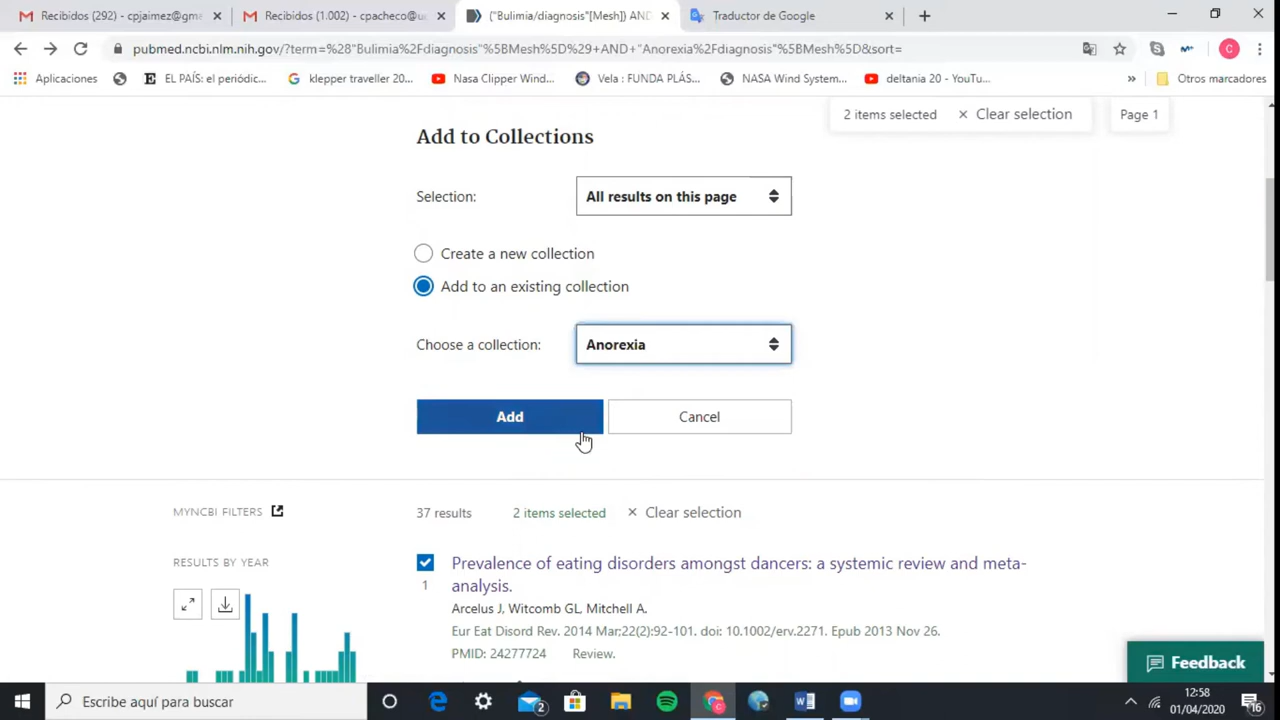 Recibidos (292) - cpjaimez@gm
Recibidos (1.002) - cpacheco@u
("Bulimia/diagnosis"[Mesh]) AND
Traductor de Google
pubmed.ncbi.nlm.nih.gov/?term=%28"Bulimia%2Fdiagnosis"%5BMesh%5D%29+AND+"Anorexia%2Fdiagnosis"%5BMesh%5D&sort=
C
Aplicaciones
EL PAÍS: el periódic...
klepper traveller 20...
Nasa Clipper Wind...
Vela : FUNDA PLÁS...
NASA Wind System...
deltania 20 - YouTu...
»
Otros marcadores
2 items selected
× Clear selection
Page 1
Add to Collections
Selection:
All results on this page
Create a new collection
Add to an existing collection
Choose a collection:
Anorexia
Add
Cancel
MYNCBI FILTERS
37 results
2 items selected
× Clear selection
RESULTS BY YEAR
Prevalence of eating disorders amongst dancers: a systemic review and meta-
analysis.
1
Arcelus J, Witcomb GL, Mitchell A.
Eur Eat Disord Rev. 2014 Mar;22(2):92-101. doi: 10.1002/erv.2271. Epub 2013 Nov 26.
PMID: 24277724
Review.
Feedback
Escribe aquí para buscar
2
12:58
01/04/2020
16